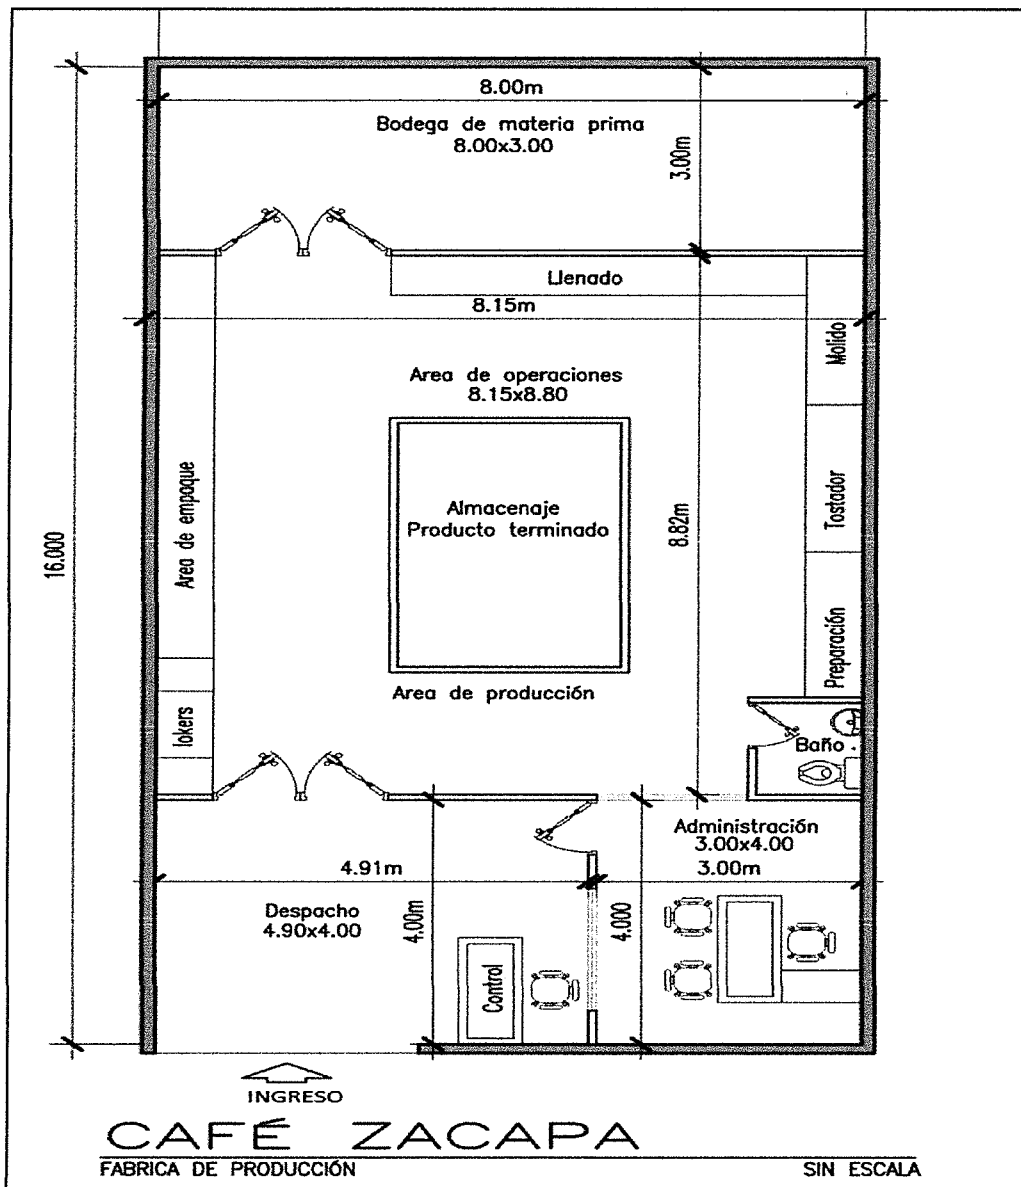 8.00m
Bodega de materia prima
8.00x3.00
3.00m
Llenado
8.15m
Molido
Area de operaciones
8.15x8.80
Area de empaque
Almacenaje
Producto terminado
8.82m
Tostador
16.000
Preparación
Area de producción
lokers
Baño
Administración
3.00x4.00
4.91m
3.00m
Despacho
4.90x4.00
4.00m
4.000
Control
INGRESO
CAFÉ ZACAPA
FABRICA DE PRODUCCIÓN
SIN ESCALA